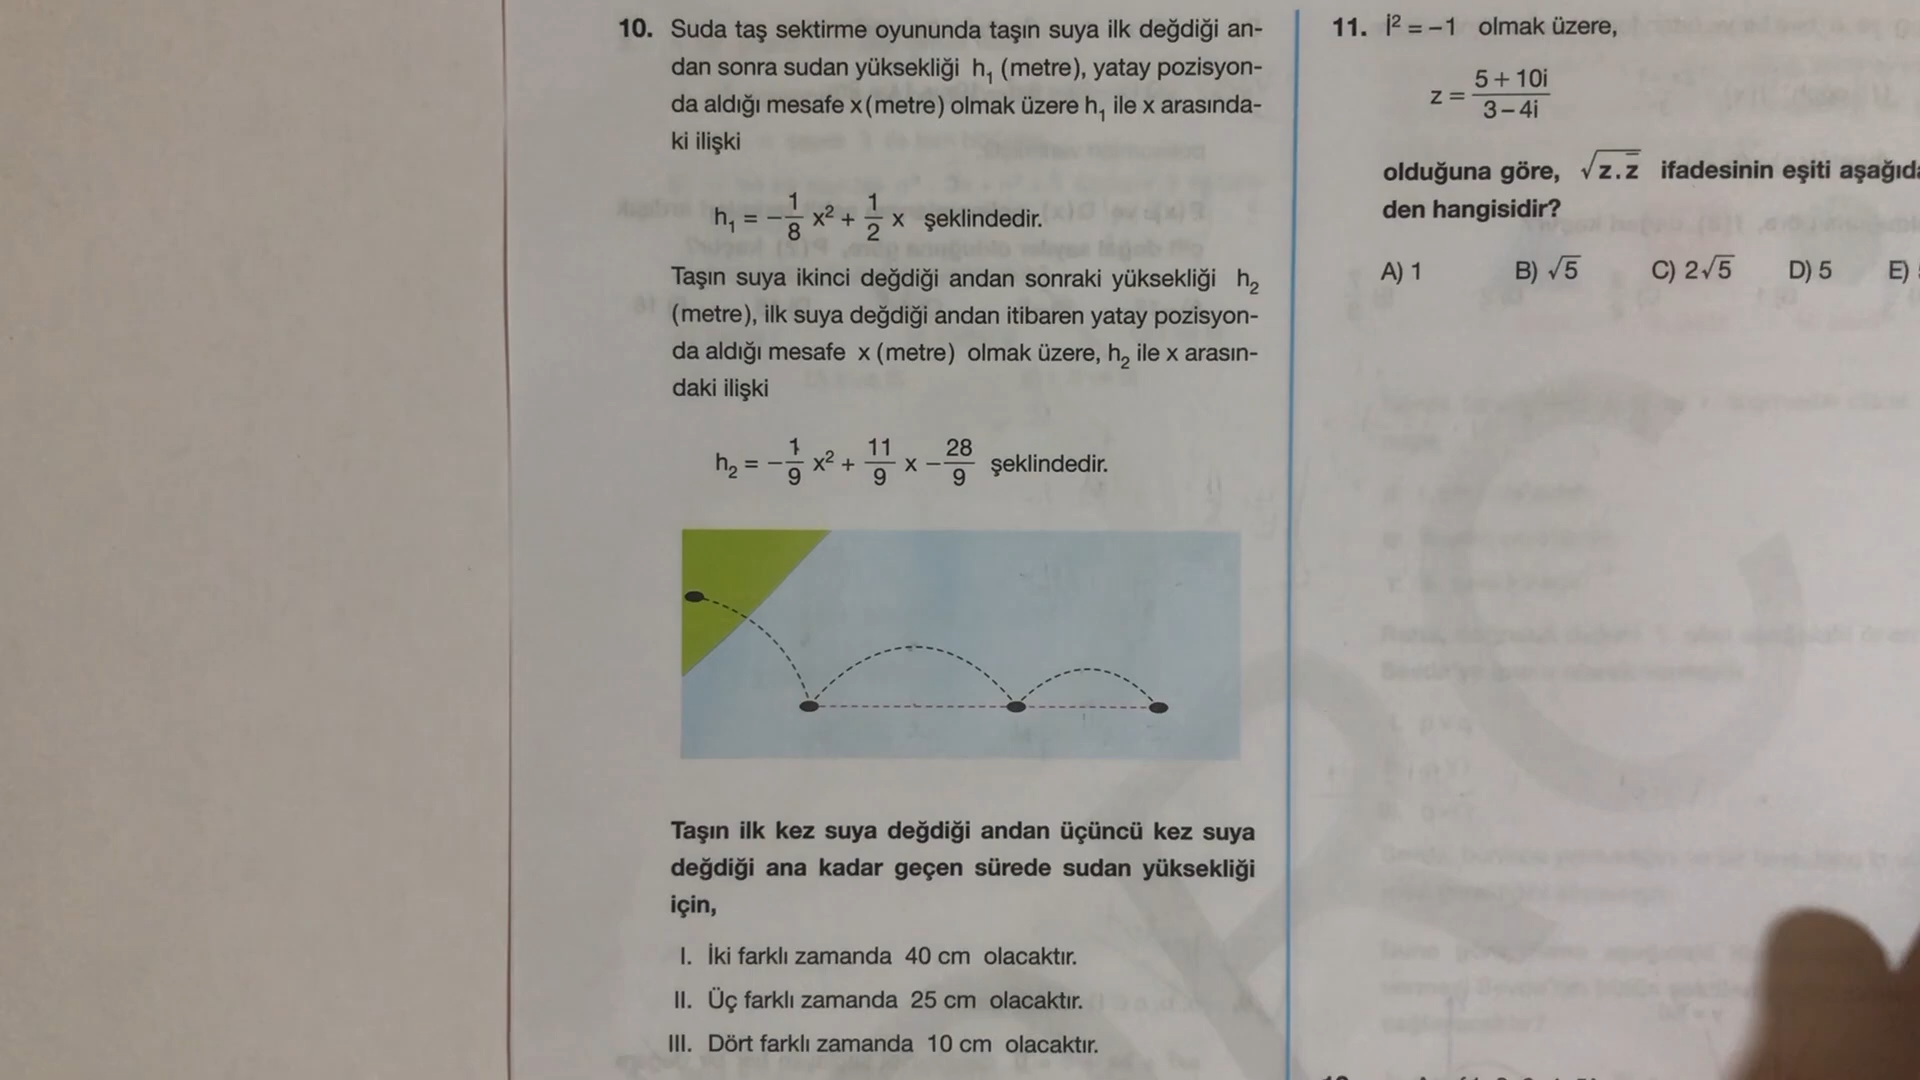 10. Suda taş sektirme oyununda taşın suya ilk değdiği an-
dan sonra sudan yüksekliği h₁ (metre), yatay pozisyon-
da aldığı mesafe x (metre) olmak üzere h₁ ile x arasında-
ki ilişki
h₁ = -1/8 x² + 1/2 x şeklindedir.
Taşın suya ikinci değdiği andan sonraki yüksekliği h₂
(metre), ilk suya değdiği andan itibaren yatay pozisyon-
da aldığı mesafe x (metre) olmak üzere, h₂ ile x arasın-
daki ilişki
h₂ = -1/9 x² + 11/9 x - 28/9 şeklindedir.
Taşın ilk kez suya değdiği andan üçüncü kez suya
değdiği ana kadar geçen sürede sudan yüksekliği
için,
I. İki farklı zamanda 40 cm olacaktır.
II. Üç farklı zamanda 25 cm olacaktır.
III. Dört farklı zamanda 10 cm olacaktır.
11. i² = -1 olmak üzere,
z = (5 + 10i)/(3 - 4i)
olduğuna göre, √(z.z̅) ifadesinin eşiti aşağıda
den hangisidir?
A) 1 B) √5 C) 2√5 D) 5 E)